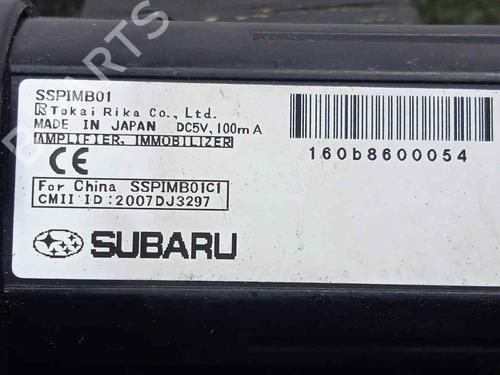 PARTS
SSPIMB01
Tokai Rika Co., Ltd.
MADE IN JAPAN DC5V, 100mA
AMPLIFIER, IMMOBILIZER
CE
For China SSPIMB01C1
CMII ID:2007DJ3297
SUBARU
160b8600054